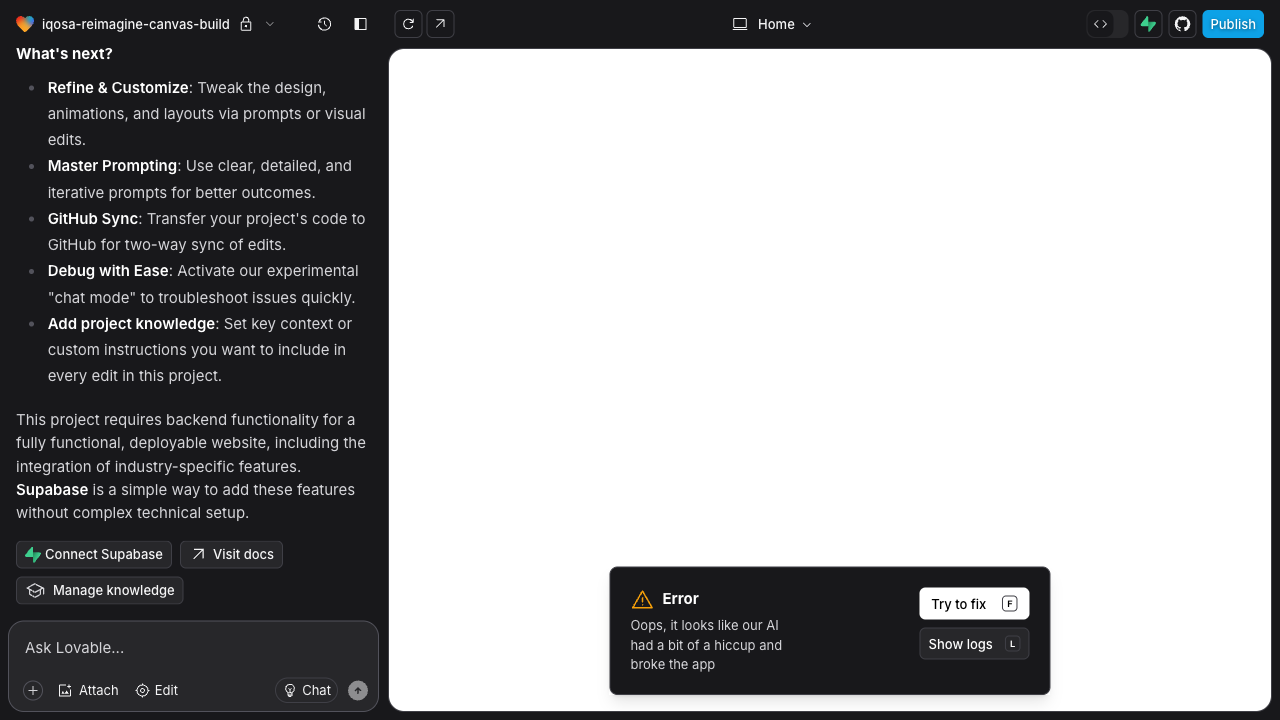 iqosa-reimagine-canvas-build
Home
Publish
What's next?
Refine & Customize: Tweak the design,
animations, and layouts via prompts or visual
edits.
Master Prompting: Use clear, detailed, and
iterative prompts for better outcomes.
GitHub Sync: Transfer your project's code to
GitHub for two-way sync of edits.
Debug with Ease: Activate our experimental
"chat mode" to troubleshoot issues quickly.
Add project knowledge: Set key context or
custom instructions you want to include in
every edit in this project.
This project requires backend functionality for a
fully functional, deployable website, including the
integration of industry-specific features.
Supabase is a simple way to add these features
without complex technical setup.
Connect Supabase
Visit docs
Manage knowledge
Ask Lovable...
Attach
Edit
Chat
Error
Oops, it looks like our AI
had a bit of a hiccup and
broke the app
Try to fix F
Show logs L